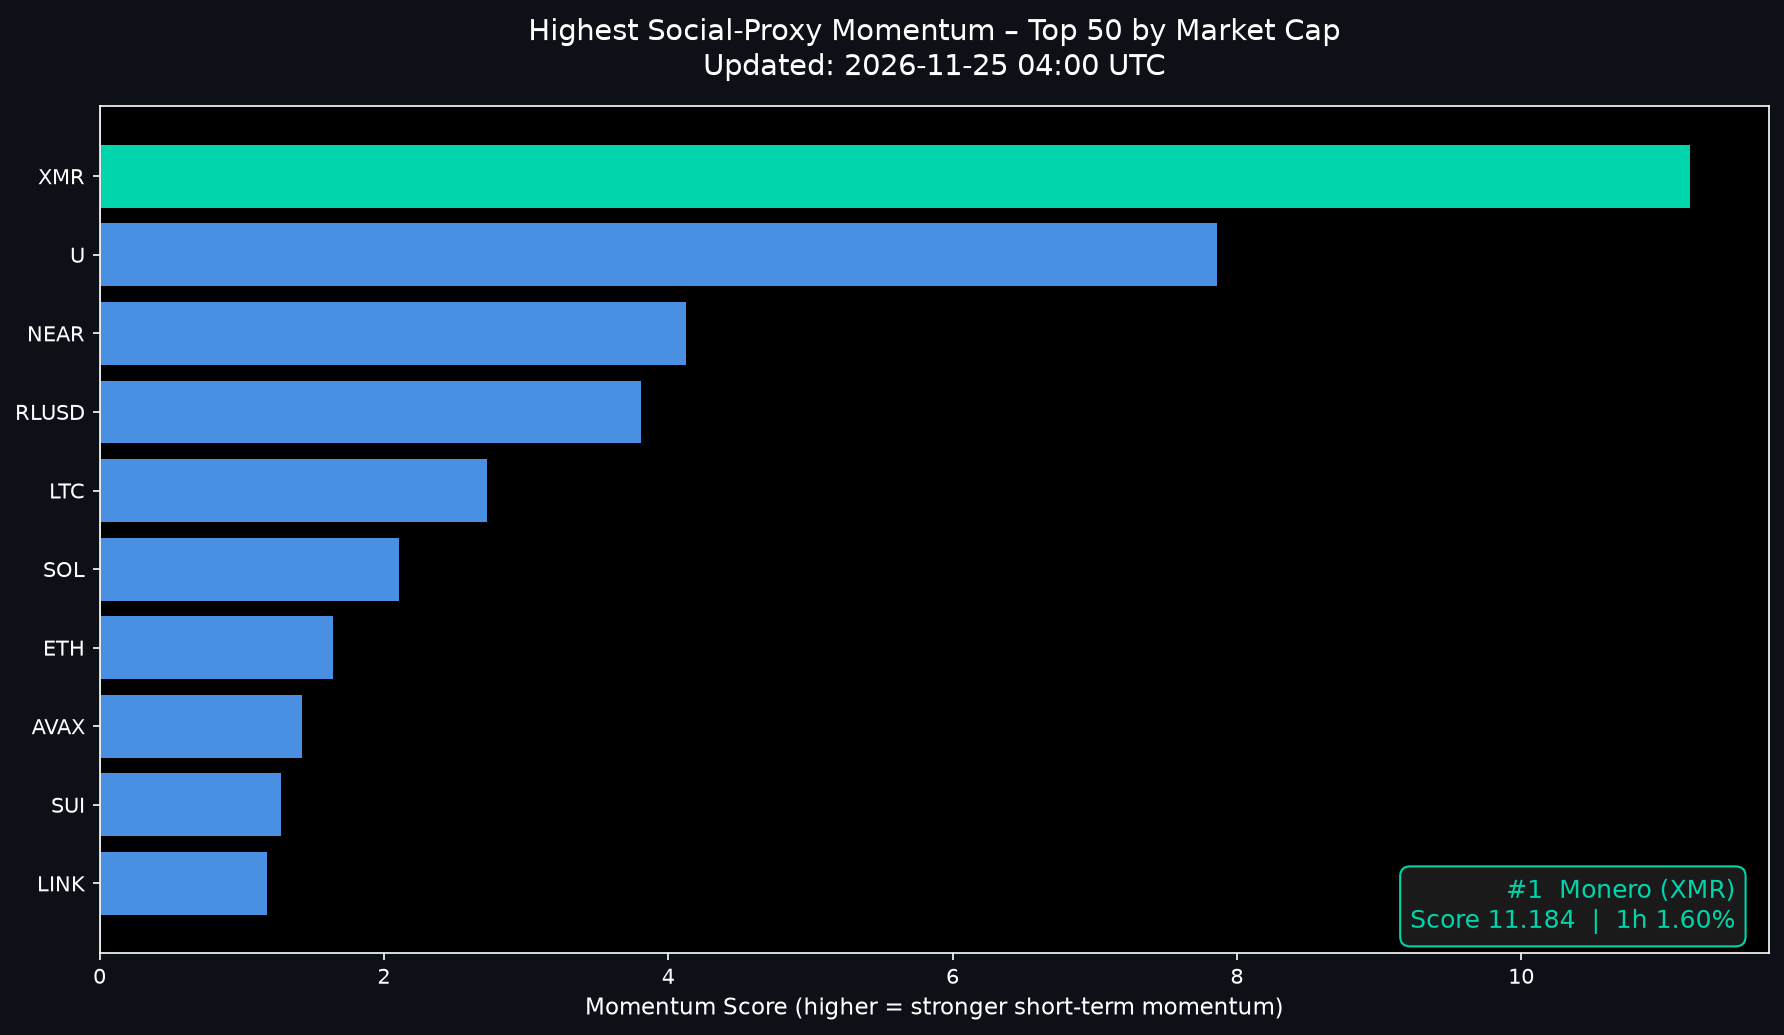 Highest Social-Proxy Momentum – Top 50 by Market Cap
Updated: 2026-11-25 04:00 UTC
XMR
U
NEAR
RLUSD
LTC
SOL
ETH
AVAX
SUI
LINK
#1  Monero (XMR)
Score 11.184  |  1h 1.60%
0 2 4 6 8 10
Momentum Score (higher = stronger short-term momentum)